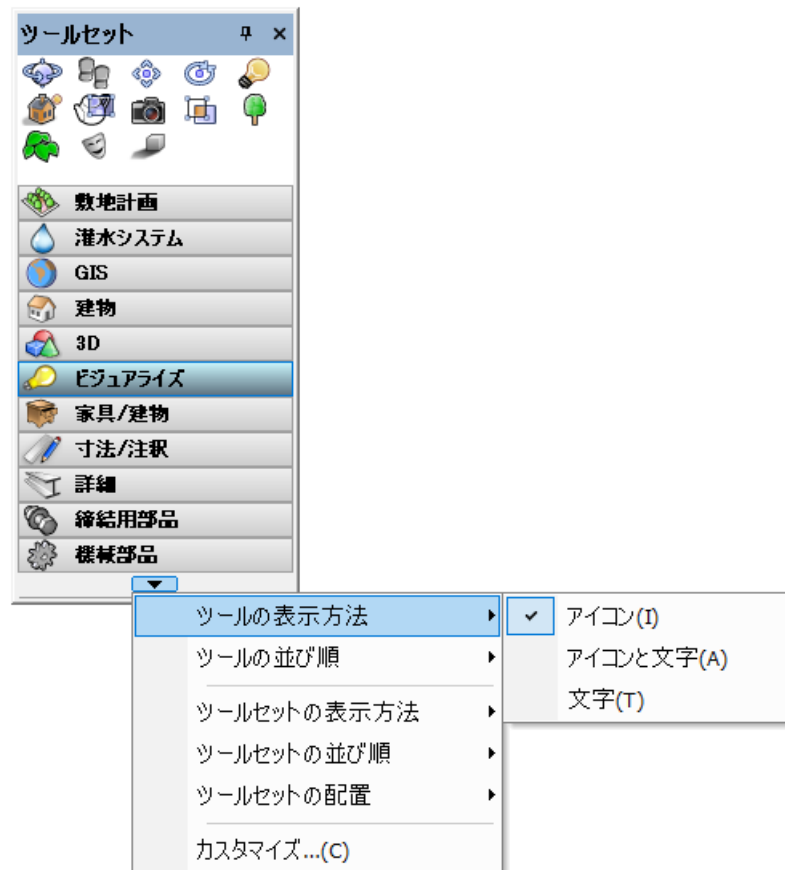 ツールセット
敷地計画
潅水システム
GIS
建物
3D
ビジュアライズ
家具/建物
寸法/注釈
詳細
締結用部品
機械部品
ツールの表示方法
アイコン(I)
ツールの並び順
アイコンと文字(A)
文字(T)
ツールセットの表示方法
ツールセットの並び順
ツールセットの配置
カスタマイズ...(C)